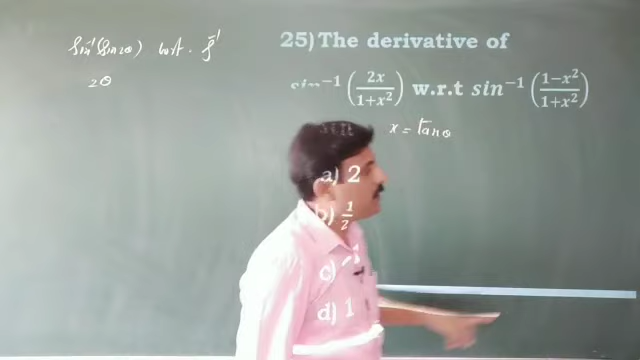 Sin⁻¹(Sin2θ) w.r.t. S⁻¹
2θ
25) The derivative of
sin⁻¹ (2x/1+x²) w.r.t sin⁻¹ (1−x²/1+x²)
x = tanθ
a) 2
b) 1/2
c) -1
d) 1